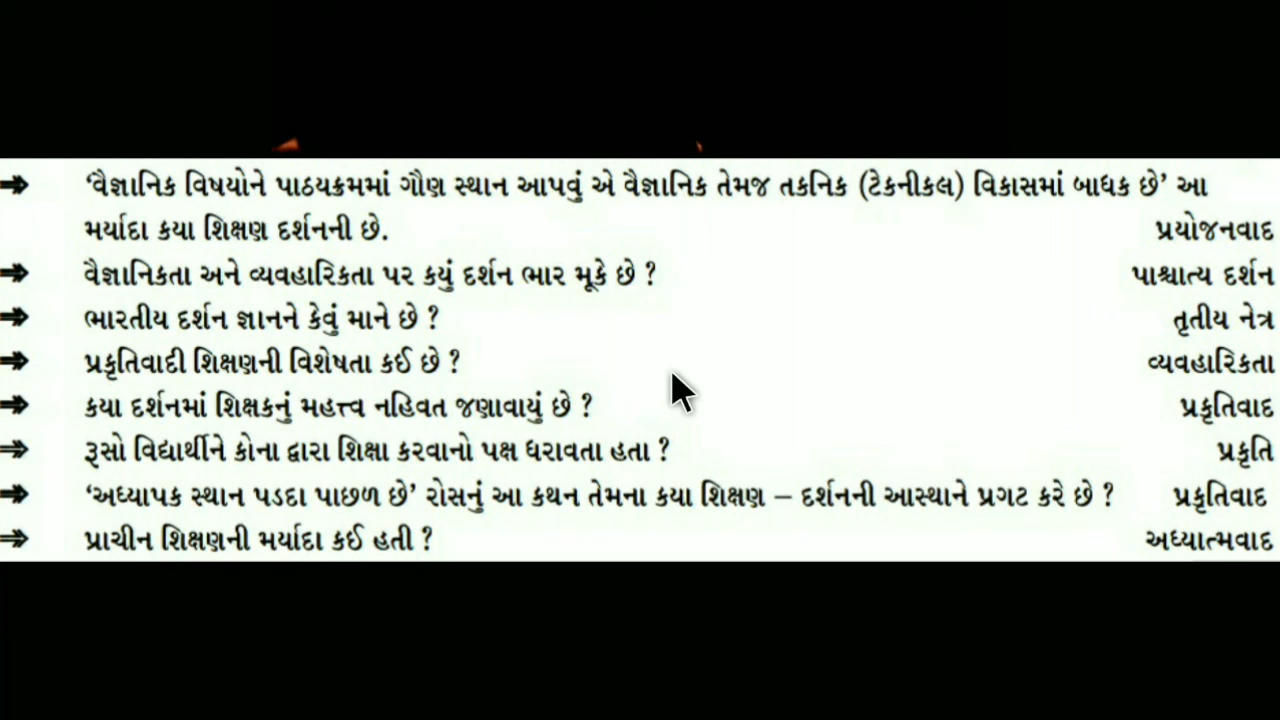 ⇒ ‘વૈજ્ઞાનિક વિષયોને પાઠયક્રમમાં ગૌણ સ્થાન આપવું એ વૈજ્ઞાનિક તેમજ તકનિક (ટેકનીકલ) વિકાસમાં બાધક છે’ આ
મર્યાદા કયા શિક્ષણ દર્શનની છે. પ્રયોજનવાદ
⇒ વૈજ્ઞાનિકતા અને વ્યવહારિકતા પર કયું દર્શન ભાર મૂકે છે ? પાશ્ચાત્ય દર્શન
⇒ ભારતીય દર્શન જ્ઞાનને કેવું માને છે ? તૃતીય નેત્ર
⇒ પ્રકૃતિવાદી શિક્ષણની વિશેષતા કઈ છે ? વ્યવહારિકતા
⇒ કયા દર્શનમાં શિક્ષકનું મહત્ત્વ નહિવત જણાવાયું છે ? પ્રકૃતિવાદ
⇒ રૂસો વિદ્યાર્થીને કોના દ્વારા શિક્ષા કરવાનો પક્ષ ધરાવતા હતા ? પ્રકૃતિ
⇒ ‘અધ્યાપક સ્થાન પડદા પાછળ છે’ રોસનું આ કથન તેમના કયા શિક્ષણ – દર્શનની આસ્થાને પ્રગટ કરે છે ? પ્રકૃતિવાદ
⇒ પ્રાચીન શિક્ષણની મર્યાદા કઈ હતી ? અધ્યાત્મવાદ